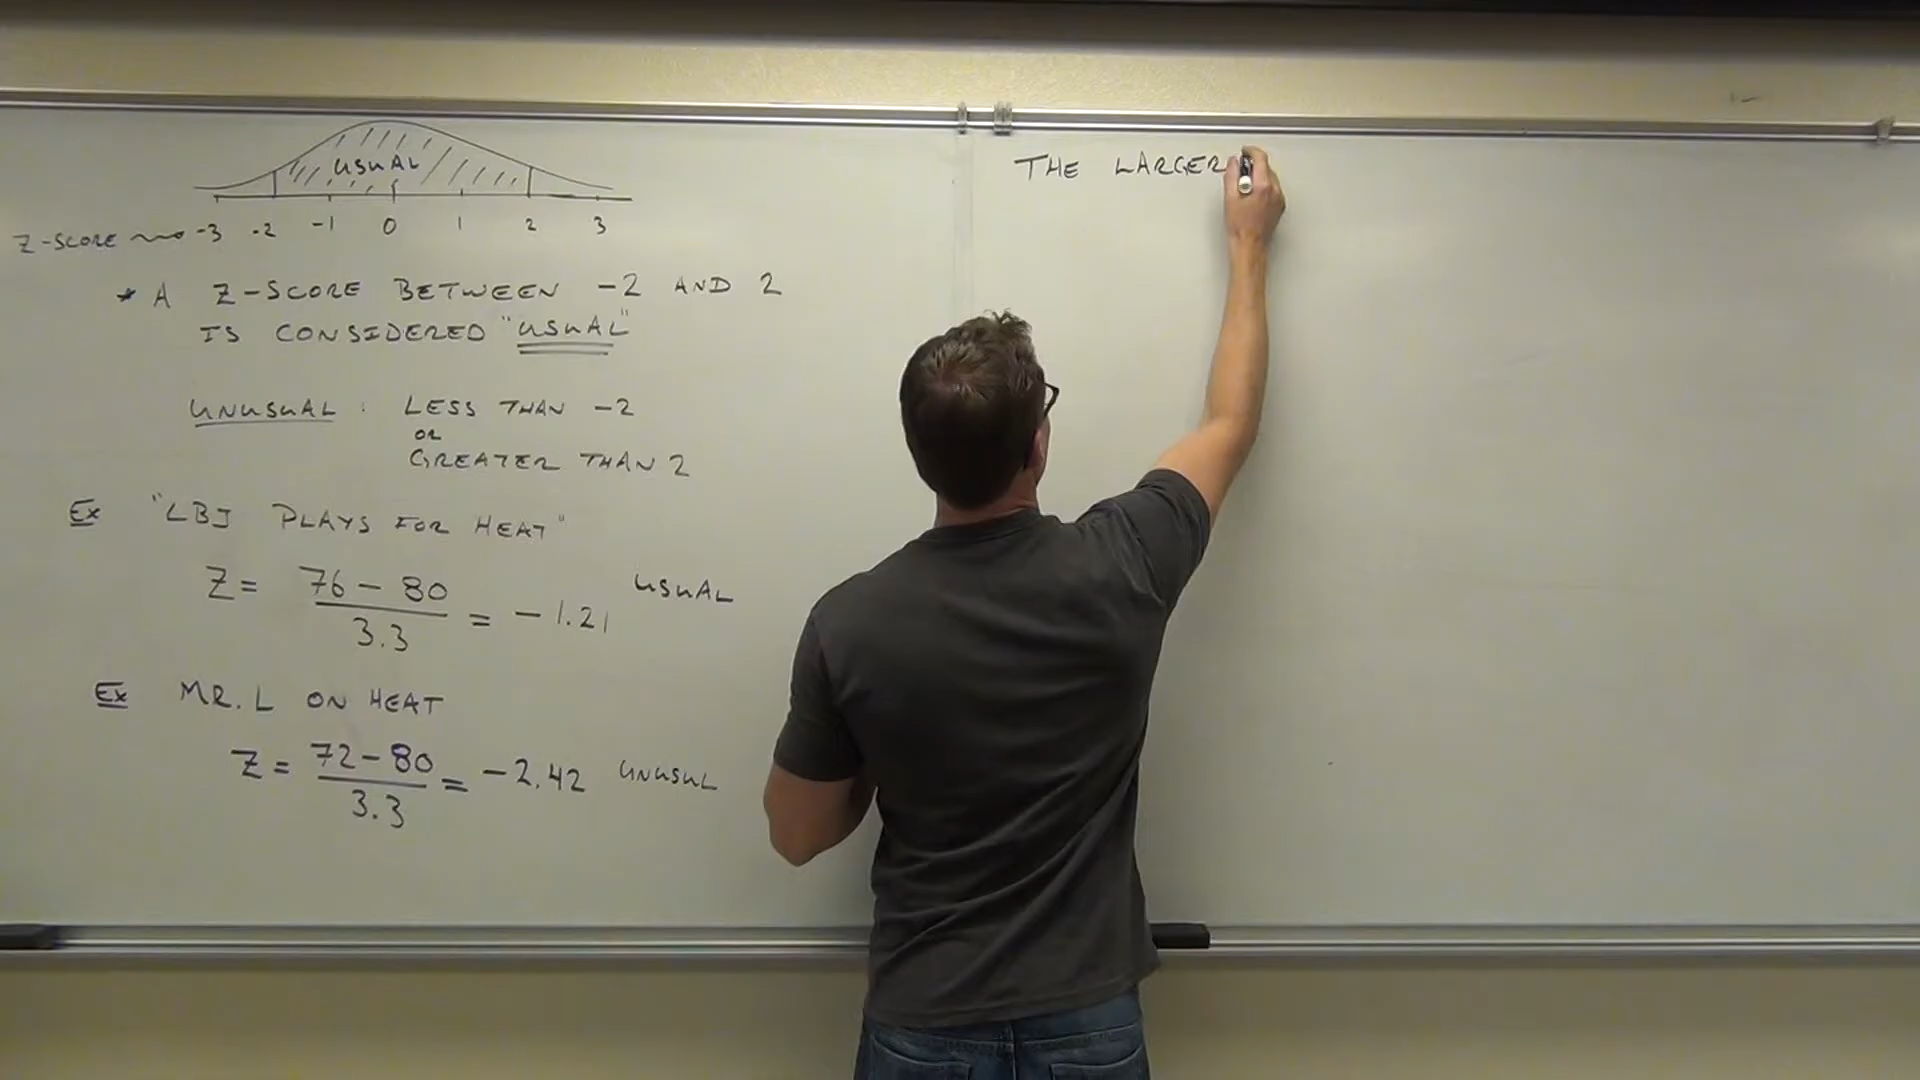 USUAL
Z-SCORE -3 -2 -1 0 1 2 3
* A Z-SCORE BETWEEN -2 AND 2
IS CONSIDERED "USUAL"
UNUSUAL: LESS THAN -2
OR
GREATER THAN 2
Ex "LBJ PLAYS FOR HEAT"
Z = 76 - 80 / 3.3 = -1.21 USUAL
Ex MR. L ON HEAT
Z = 72 - 80 / 3.3 = -2.42 UNUSUL
THE LARGER